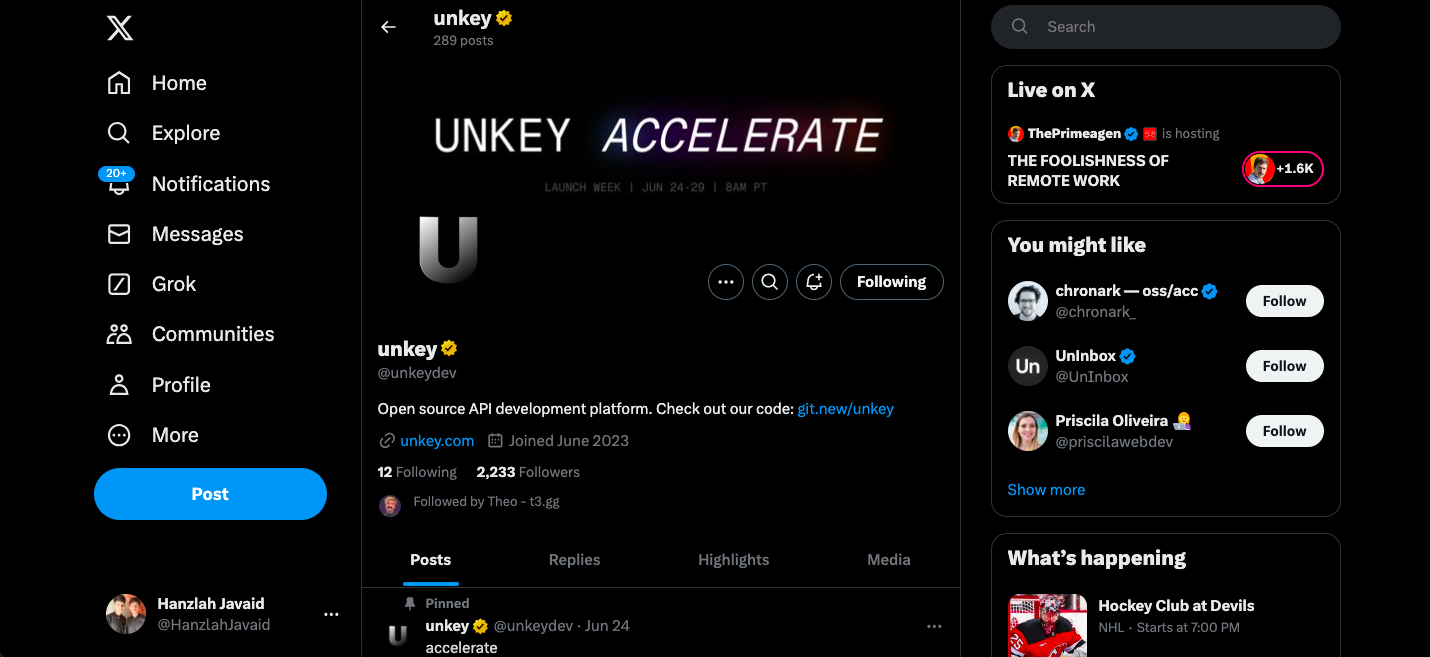 Home
Explore
20+
Notifications
Messages
Grok
Communities
Profile
More
Post
Hanzlah Javaid
@HanzlahJavaid
unkey
289 posts
UNKEY ACCELERATE
LAUNCH WEEK | JUN 24-29 | 8AM PT
U
Following
unkey
@unkeydev
Open source API development platform. Check out our code: git.new/unkey
unkey.com Joined June 2023
12 Following 2,233 Followers
Followed by Theo - t3.gg
Posts Replies Highlights Media
Pinned
unkey @unkeydev · Jun 24
accelerate
Search
Live on X
ThePrimeagen is hosting
THE FOOLISHNESS OF
REMOTE WORK
+1.6K
You might like
chronark — oss/acc
@chronark_
Follow
Un
UnInbox
@UnInbox
Follow
Priscila Oliveira
@priscilawebdev
Follow
Show more
What’s happening
Hockey Club at Devils
NHL · Starts at 7:00 PM
25